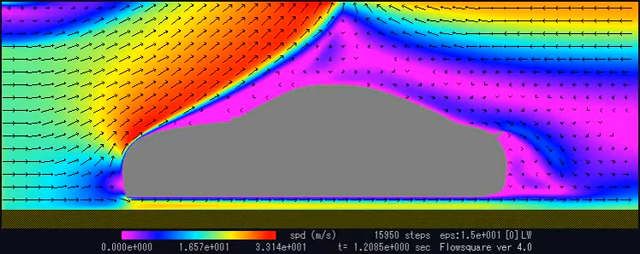 spd (m/s) 15950 steps eps:1.5e+001 [0]LW
0.000e+000 1.657e+001 3.314e+001 t= 1.2085e+000 sec Flowsquare ver 4.0